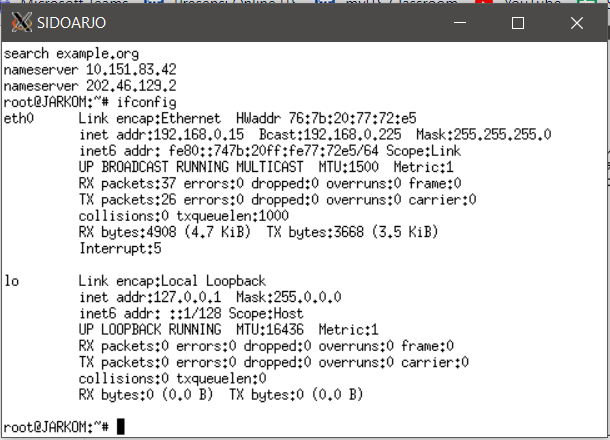 Microsoft Teams
Presensi Online ITS
myITS Classroom
YouTube
SIDOARJO
search example.org
nameserver 10.151.83.42
nameserver 202.46.129.2
root@JARKOM:~# ifconfig
eth0 Link encap:Ethernet HWaddr 76:7b:20:77:72:e5
inet addr:192.168.0.15 Bcast:192.168.0.225 Mask:255.255.255.0
inet6 addr: fe80::747b:20ff:fe77:72e5/64 Scope:Link
UP BROADCAST RUNNING MULTICAST MTU:1500 Metric:1
RX packets:37 errors:0 dropped:0 overruns:0 frame:0
TX packets:26 errors:0 dropped:0 overruns:0 carrier:0
collisions:0 txqueuelen:1000
RX bytes:4908 (4.7 KiB) TX bytes:3668 (3.5 KiB)
Interrupt:5
lo Link encap:Local Loopback
inet addr:127.0.0.1 Mask:255.0.0.0
inet6 addr: ::1/128 Scope:Host
UP LOOPBACK RUNNING MTU:16436 Metric:1
RX packets:0 errors:0 dropped:0 overruns:0 frame:0
TX packets:0 errors:0 dropped:0 overruns:0 carrier:0
collisions:0 txqueuelen:0
RX bytes:0 (0.0 B) TX bytes:0 (0.0 B)
root@JARKOM:~#